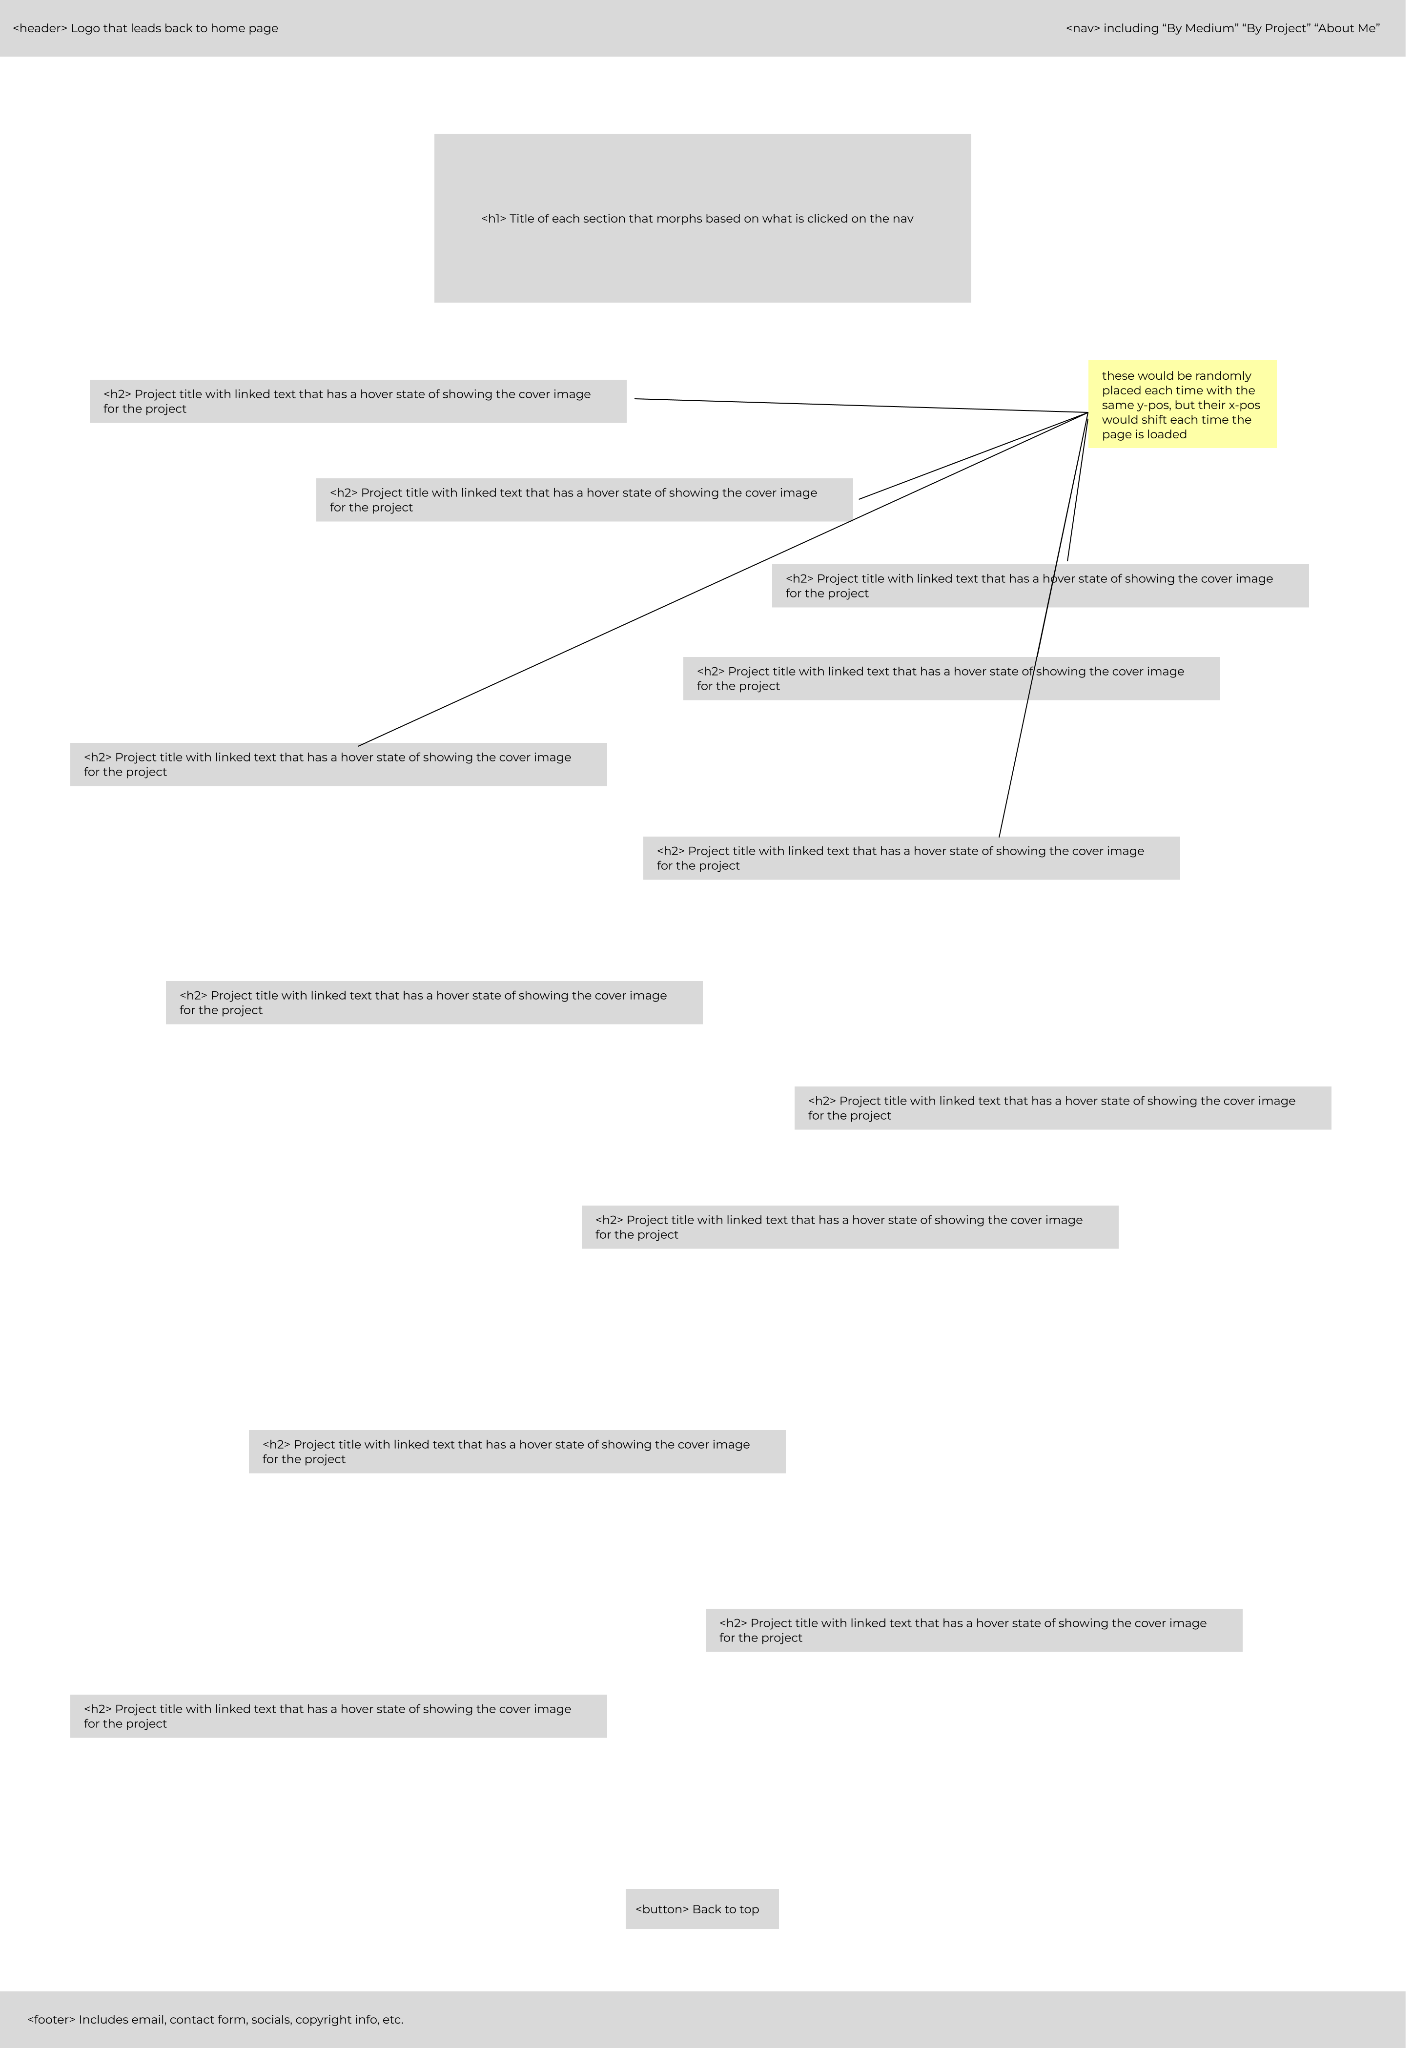 <header> Logo that leads back to home page
<nav> including “By Medium” “By Project” “About Me”
<h1> Title of each section that morphs based on what is clicked on the nav
<h2> Project title with linked text that has a hover state of showing the cover image
for the project
these would be randomly
placed each time with the
same y-pos, but their x-pos
would shift each time the
page is loaded
<h2> Project title with linked text that has a hover state of showing the cover image
for the project
<h2> Project title with linked text that has a hover state of showing the cover image
for the project
<h2> Project title with linked text that has a hover state of showing the cover image
for the project
<h2> Project title with linked text that has a hover state of showing the cover image
for the project
<h2> Project title with linked text that has a hover state of showing the cover image
for the project
<h2> Project title with linked text that has a hover state of showing the cover image
for the project
<h2> Project title with linked text that has a hover state of showing the cover image
for the project
<h2> Project title with linked text that has a hover state of showing the cover image
for the project
<h2> Project title with linked text that has a hover state of showing the cover image
for the project
<h2> Project title with linked text that has a hover state of showing the cover image
for the project
<h2> Project title with linked text that has a hover state of showing the cover image
for the project
<button> Back to top
<footer> Includes email, contact form, socials, copyright info, etc.